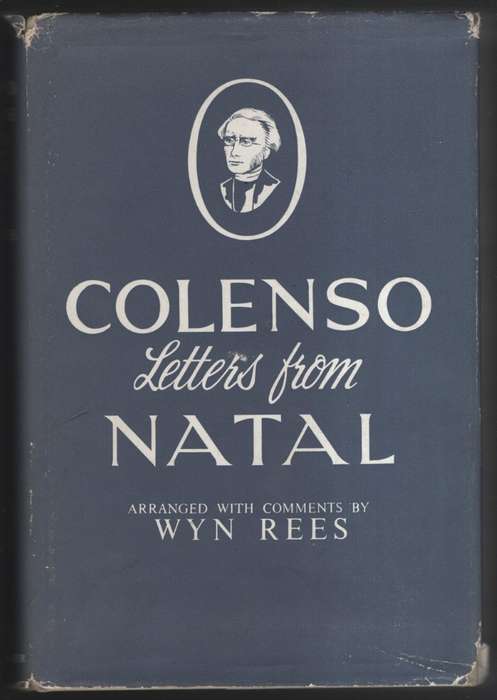 COLENSO
Letters from
NATAL
ARRANGED WITH COMMENTS BY
WYN REES